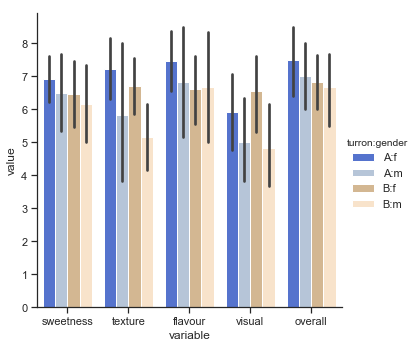 8
7
6
5
4
3
2
1
0
value
sweetness texture flavour visual overall
variable
turron:gender
A:f
A:m
B:f
B:m